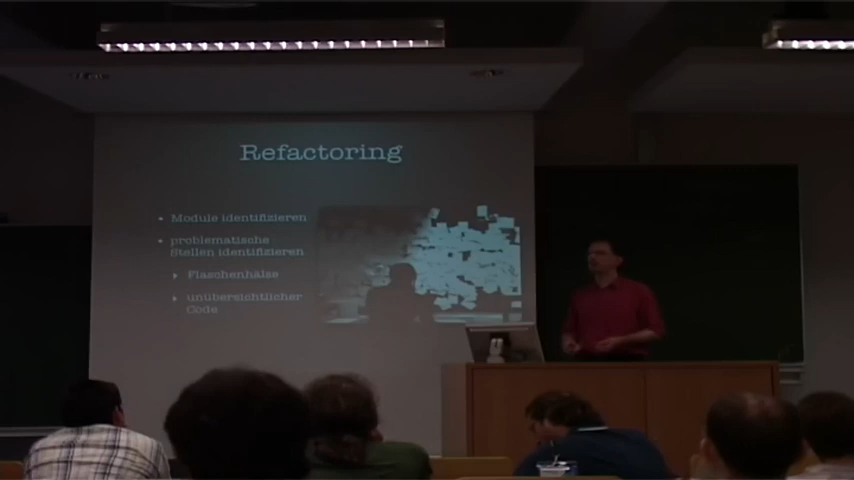 Refactoring
Module identifizieren
problematische
Stellen identifizieren
Flaschenhälse
unübersichtlicher
Code